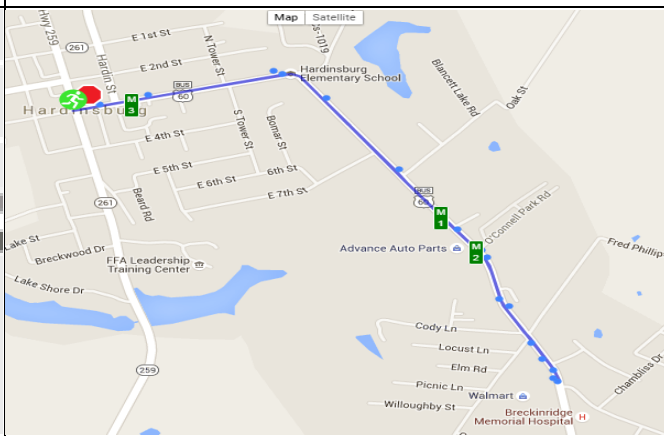 Map Satellite
Hwy 259
261
Hardin St
E 1st St
N Tower St
E 2nd St
BUS
60
Hardinsburg
Elementary School
Blancett Lake Rd
Oak St
Hardinsburg
M
3
E 4th St
S Tower St
Bomar St
E 5th St
E 6th St
6th St
E 7th St
Beard Rd
261
BUS
60
M
1
O'Connell Park Rd
Advance Auto Parts
M
2
Lake St
Breckwood Dr
FFA Leadership
Training Center
Lake Shore Dr
Fred Phillips
Cody Ln
Locust Ln
Elm Rd
259
Picnic Ln
Willoughby St
Walmart
Chambliss Dr
Breckinridge
Memorial Hospital
H